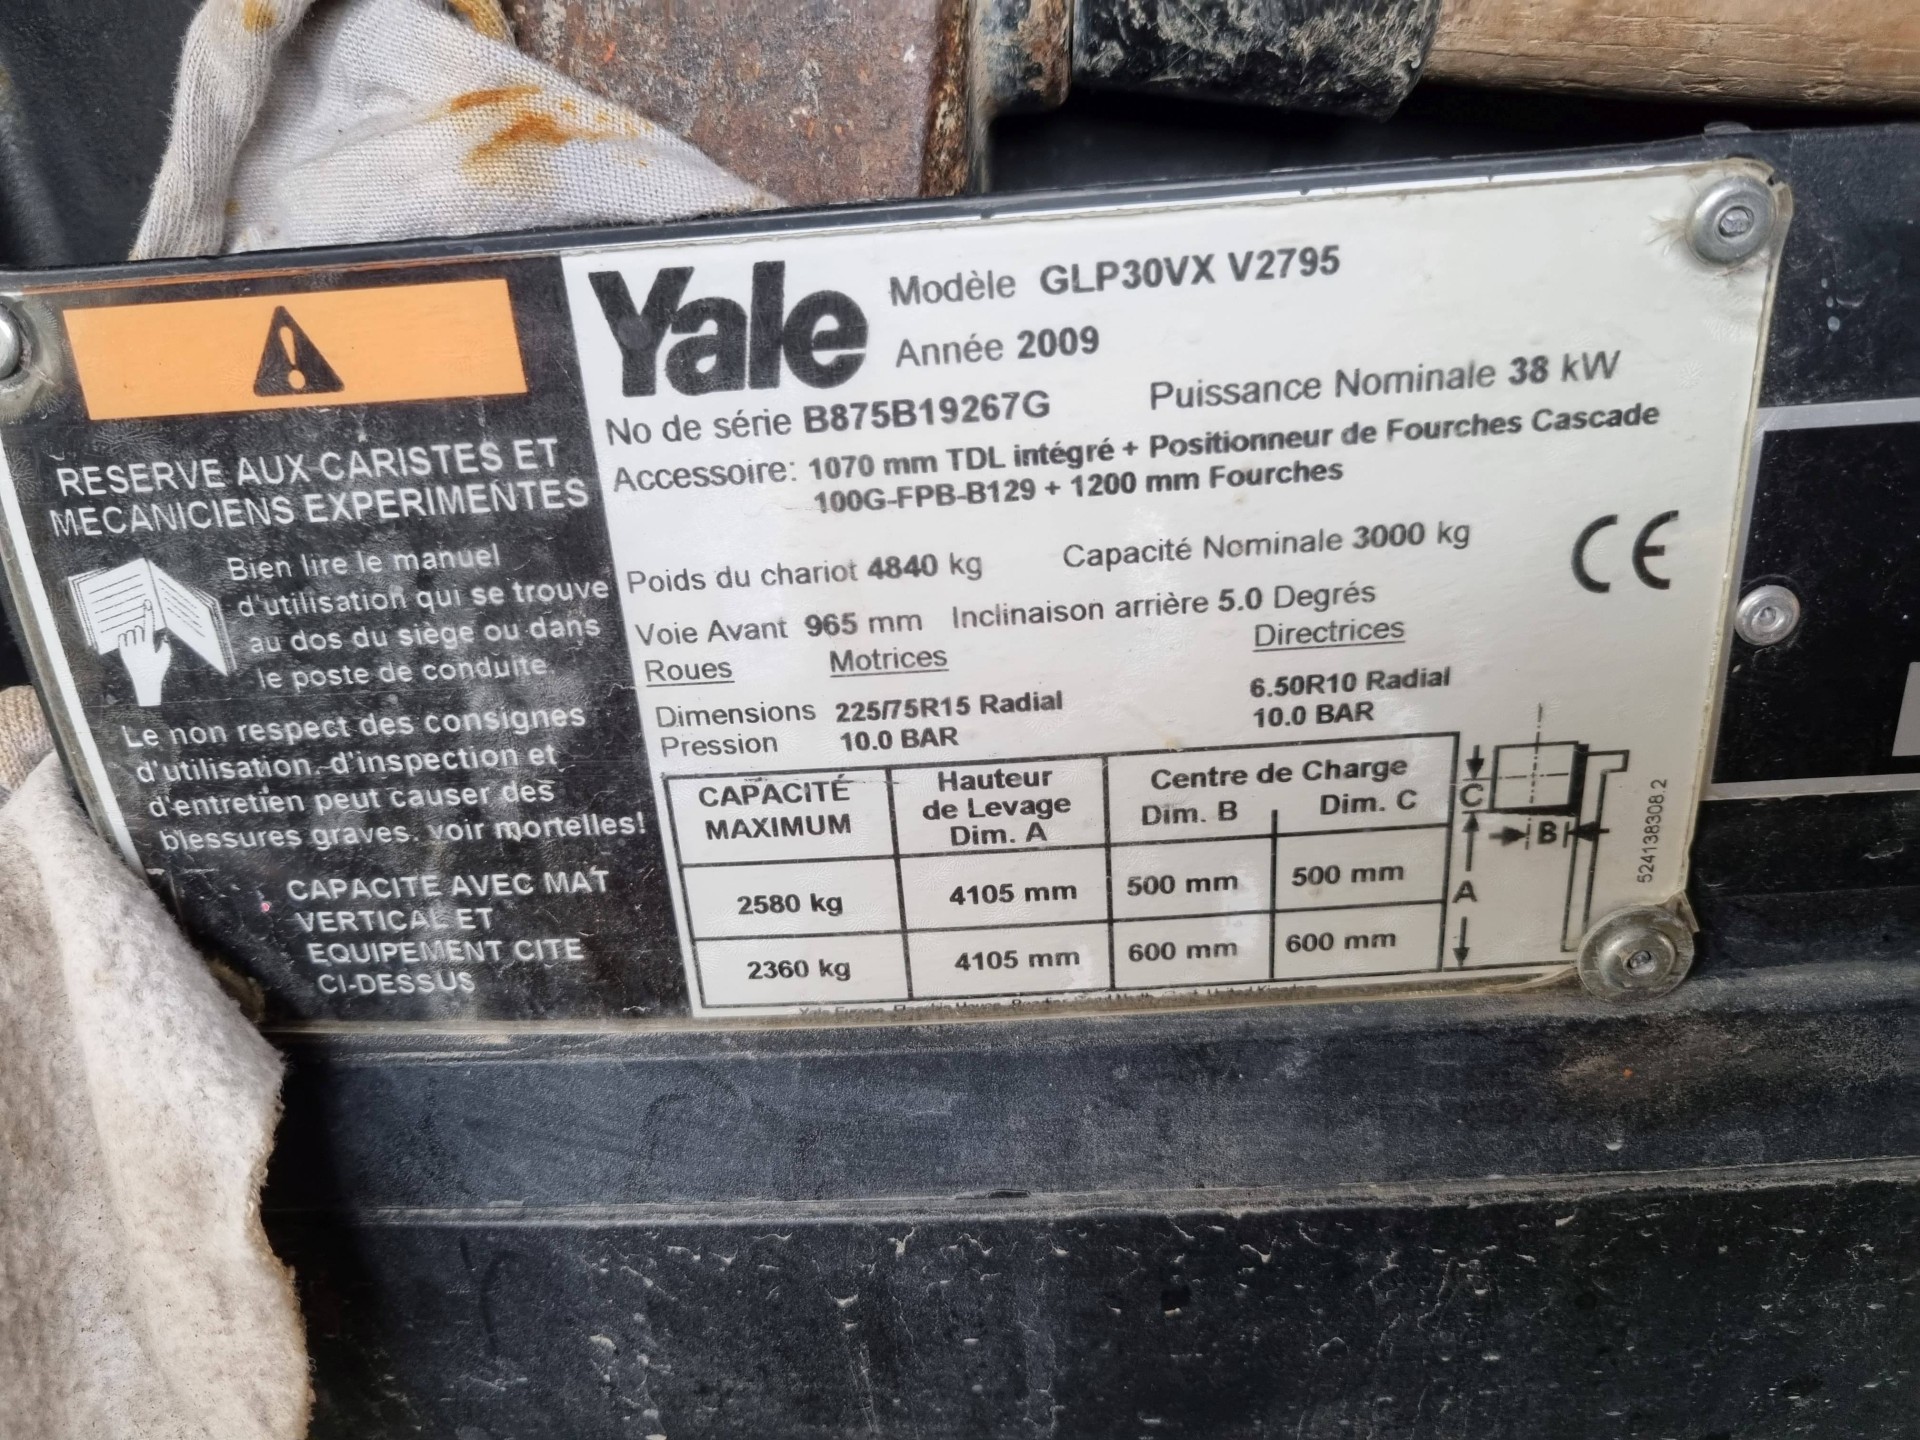 RESERVE AUX CARISTES ET
MECANICIENS EXPERIMENTES
Bien lire le manuel
d'utilisation qui se trouve
au dos du siège ou dans
le poste de conduite.
Le non respect des consignes
d'utilisation, d'inspection et
d'entretien peut causer des
blessures graves, voir mortelles!
CAPACITE AVEC MAT
VERTICAL ET
EQUIPEMENT CITE
CI-DESSUS
Yale
Modèle GLP30VX V2795
Année 2009
No de série B875B19267G Puissance Nominale 38 kW
Accessoire: 1070 mm TDL intégré + Positionneur de Fourches Cascade
100G-FPB-B129 + 1200 mm Fourches
Poids du chariot 4840 kg Capacité Nominale 3000 kg
CE
Voie Avant 965 mm Inclinaison arrière 5.0 Degrés
Roues Motrices Directrices
Dimensions 225/75R15 Radial 6.50R10 Radial
Pression 10.0 BAR 10.0 BAR
CAPACITÉ MAXIMUM Hauteur de Levage Dim. A Centre de Charge Dim. B Dim. C
2580 kg 4105 mm 500 mm 500 mm
2360 kg 4105 mm 600 mm 600 mm
C
B
A
524138308.2